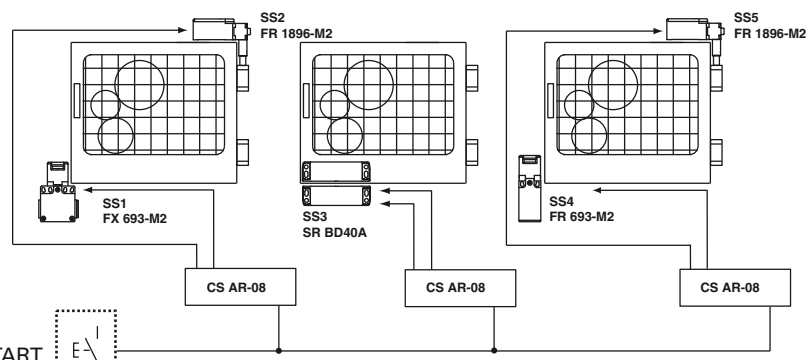 SS2
FR 1896-M2
SS5
FR 1896-M2
SS1
FX 693-M2
SS3
SR BD40A
SS4
FR 693-M2
CS AR-08
CS AR-08
CS AR-08